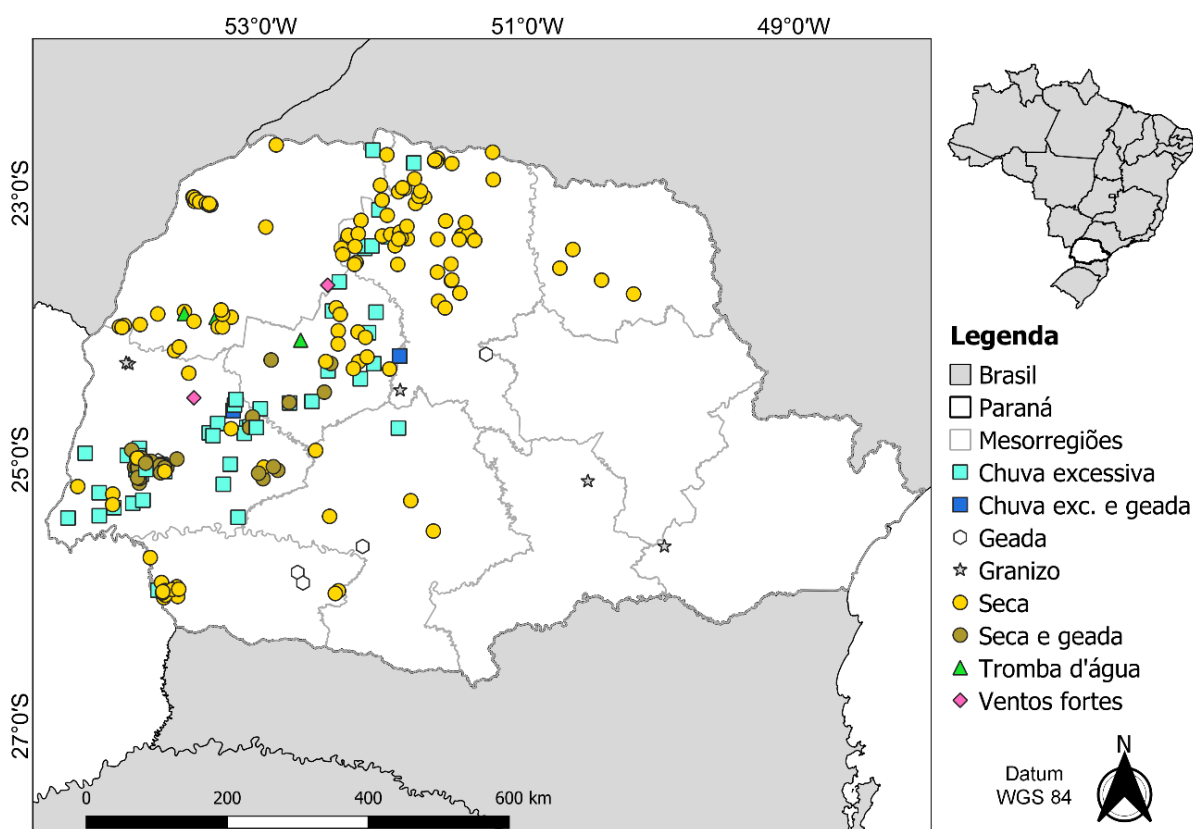 53°0'W 51°0'W 49°0'W
23°0'S
25°0'S
27°0'S
Legenda
Brasil
Paraná
Mesorregiões
Chuva excessiva
Chuva exc. e geada
Geada
Granizo
Seca
Seca e geada
Tromba d'água
Ventos fortes
N
Datum
WGS 84
0 200 400 600 km